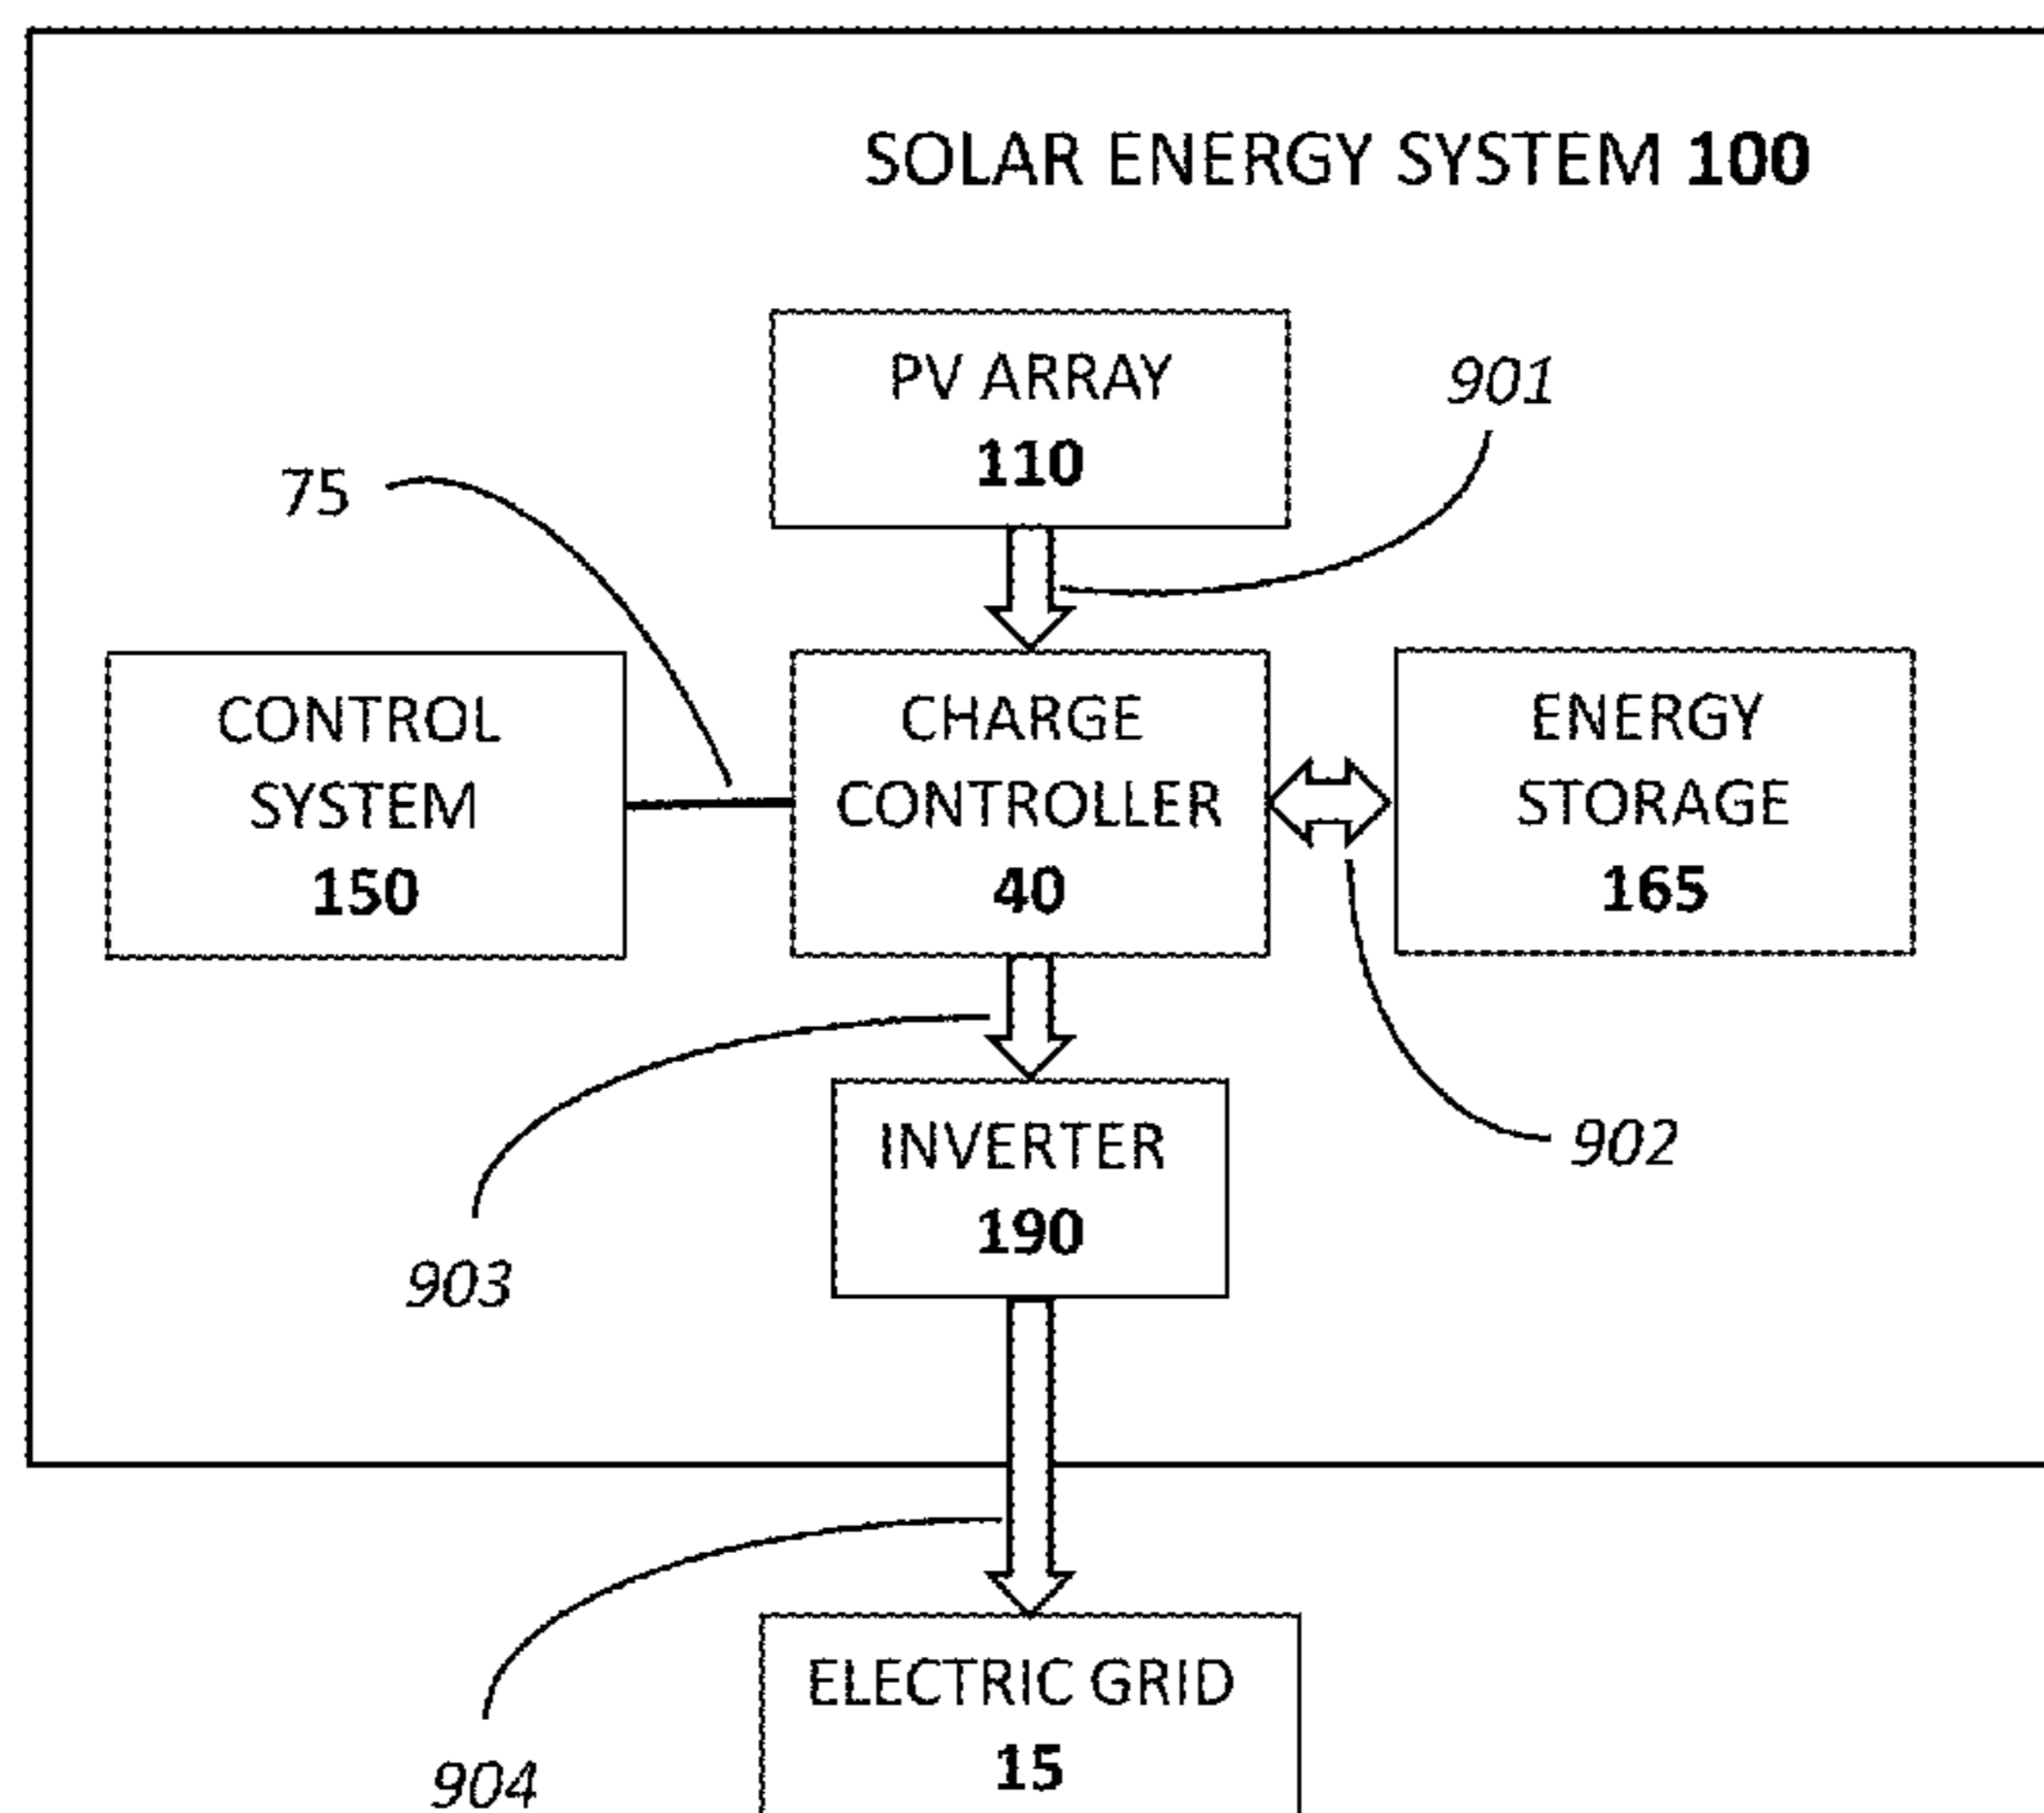 SOLAR ENERGY SYSTEM 100
PV ARRAY
110
901
75
CONTROL
SYSTEM
150
CHARGE
CONTROLLER
40
ENERGY
STORAGE
165
INVERTER
190
902
903
ELECTRIC GRID
15
904